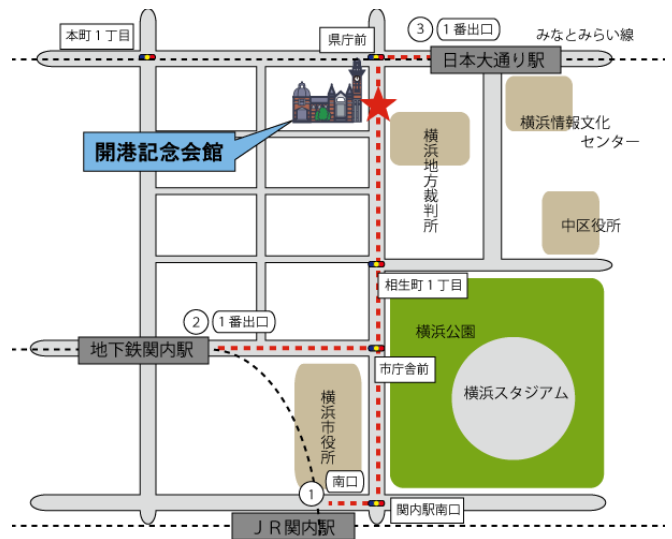 本町1丁目
県庁前
③
1番出口
みなとみらい線
日本大通り駅
開港記念会館
横浜地方裁判所
横浜情報文化
センター
中区役所
相生町1丁目
②
1番出口
地下鉄関内駅
横浜公園
市庁舎前
横浜スタジアム
横浜市役所
①
南口
関内駅南口
JR関内駅